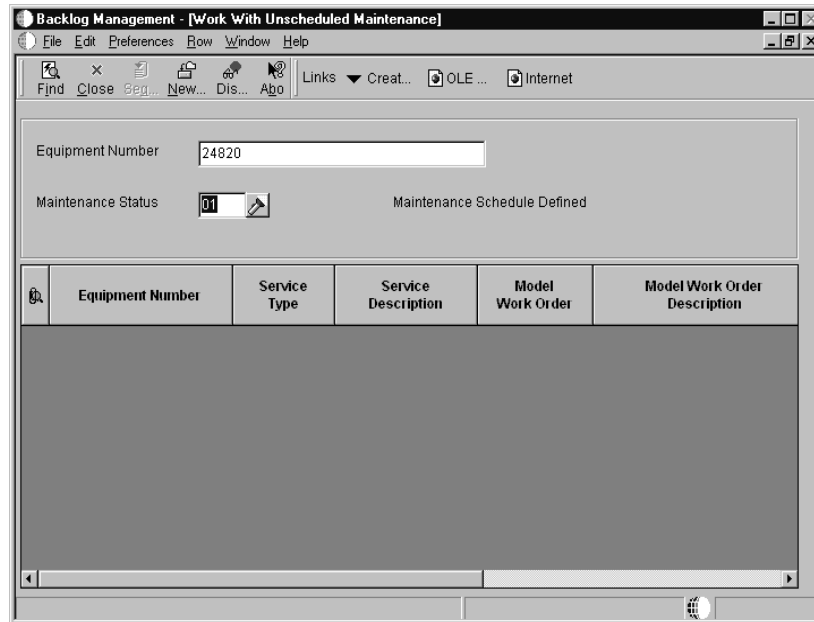 Backlog Management - [Work With Unscheduled Maintenance]
File Edit Preferences Row Window Help
Find Close Seq... New... Dis... Abo Links Creat... OLE ... Internet
Equipment Number 24820
Maintenance Status 01 Maintenance Schedule Defined
Equipment Number Service Type Service Description Model Work Order Model Work Order Description